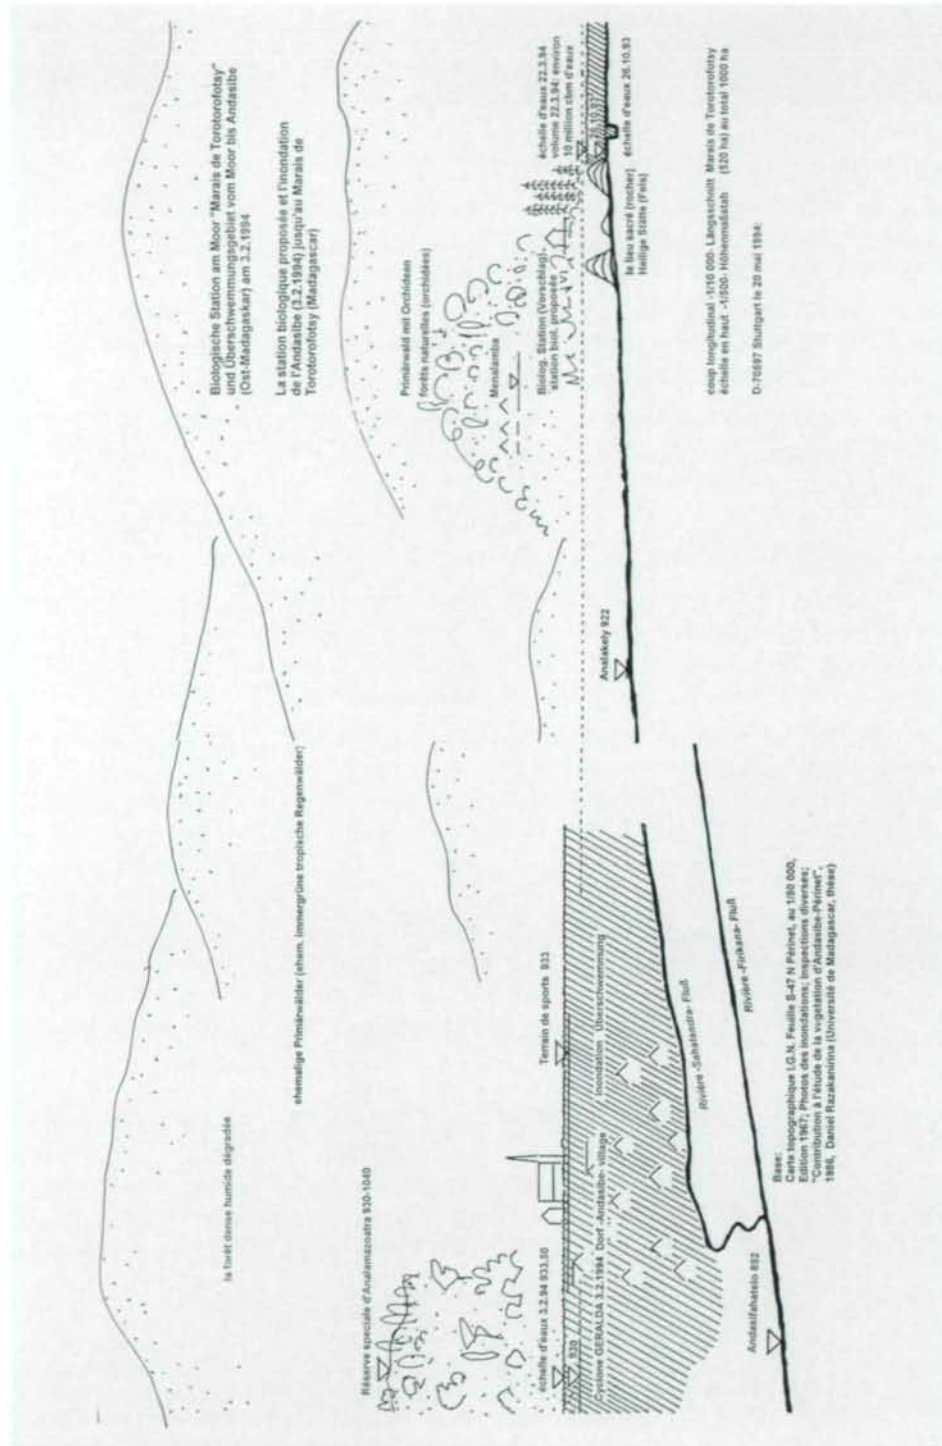 Biologische Station am Moor "Marais de Torotorofotsy"
und Überschwemmungsgebiet vom Moor bis Andasibe
(Ost-Madagaskar) am 3.2.1994
La station biologique proposée et l'inondation
de l'Andasibe (3.2.1994) jusqu'au Marais de
Torotorofotsy (Madagascar)
la forêt dense humide dégradée
ehemalige Primärwälder (ehem. immergrüne tropische Regenwälder)
Réserve speciale d'Analamazoatra 930-1040
Primärwald mit Orchideen
forêts naturelles (orchidées)
Menalamba
échelle d'eaux 3.2.94 933,50
930
Terrain de sports 933
Biolog. Station (Vorschlag),
station biol. proposée
échelle d'eaux 22.3.94
volume 22.3.94: environ
10 million cbm d'eaux
Cyclone GERALDA 3.2.1994 Dorf -Andasibe- village
Inondation Überschwemmung
Analakely 922
le lieu sacré (rocher)
Heilige Stätte (Fels)
échelle d'eaux 26.10.93
Rivière -Sahatandra- Fluß
Rivière -Firikana- Fluß
Andasifahatelo 892
coup longitudinal -1/10 000- Längsschnitt
échelle en haut -1/500- Höhenmaßstab
Marais de Torotorofotsy
(520 ha) au total 1000 ha
D-70597 Stuttgart le 20 mai 1994:
Base:
Carte topographique I.G.N. Feuille S-47 N Périnet, au 1/50 000,
Edition 1967; Photos des inondations; Inspections diverses;
"Contribution à l'étude de la vegetation d'Andasibe-Périnet",
1986, Daniel Razakanirina (Université de Madagascar, thèse)